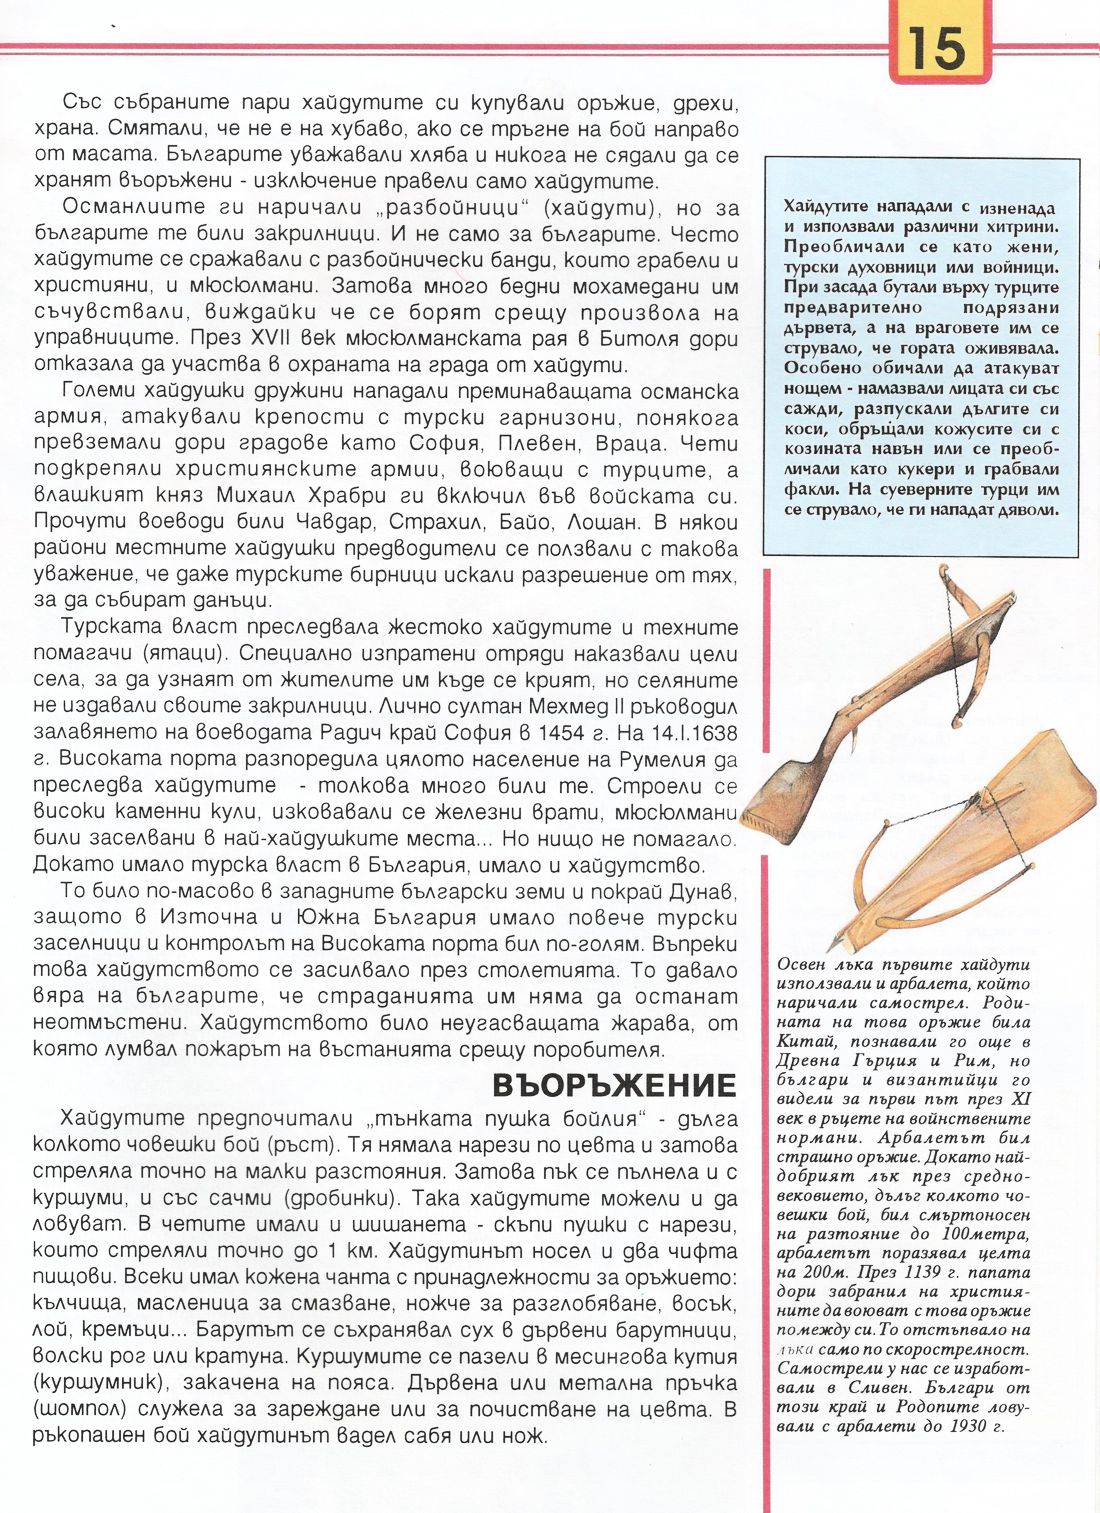 15
Със събраните пари хайдутите си купували оръжие, дрехи,
храна. Смятали, че не е на хубаво, ако се тръгне на бой направо
от масата. Българите уважавали хляба и никога не сядали да се
хранят въоръжени - изключение правели само хайдутите.
Османлиите ги наричали „разбойници“ (хайдути), но за
българите те били закрилници. И не само за българите. Често
хайдутите се сражавали с разбойнически банди, които грабели и
християни, и мюсюлмани. Затова много бедни мохамедани им
съчувствали, виждайки че се борят срещу произвола на
управниците. През XVII век мюсюлманската рая в Битоля дори
отказала да участва в охраната на града от хайдути.
Големи хайдушки дружини нападали преминаващата османска
армия, атакували крепости с турски гарнизони, понякога
превземали дори градове като София, Плевен, Враца. Чети
подкрепяли християнските армии, воюващи с турците, а
влашкият княз Михаил Храбри ги включил във войската си.
Прочути воеводи били Чавдар, Страхил, Байо, Лошан. В някои
райони местните хайдушки предводители се ползвали с такова
уважение, че даже турските бирници искали разрешение от тях,
за да събират данъци.
Турската власт преследвала жестоко хайдутите и техните
помагачи (ятаци). Специално изпратени отряди наказвали цели
села, за да узнаят от жителите им къде се крият, но селяните
не издавали своите закрилници. Лично султан Мехмед II ръководил
залавянето на воеводата Радич край София в 1454 г. На 14.I.1638
г. Високата порта разпоредила цялото население на Румелия да
преследва хайдутите - толкова много били те. Строели се
високи каменни кули, изковавали се железни врати, мюсюлмани
били заселвани в най-хайдушките места... Но нищо не помагало.
Докато имало турска власт в България, имало и хайдутство.
То било по-масово в западните български земи и покрай Дунав,
защото в Източна и Южна България имало повече турски
заселници и контролът на Високата порта бил по-голям. Въпреки
това хайдутството се засилвало през столетията. То давало
вяра на българите, че страданията им няма да останат
неотмъстени. Хайдутството било неугасващата жарава, от
която лумвал пожарът на въстанията срещу поробителя.
ВЪОРЪЖЕНИЕ
Хайдутите предпочитали „тънката пушка бойлия“ - дълга
колкото човешки бой (ръст). Тя нямала нарези по цевта и затова
стреляла точно на малки разстояния. Затова пък се пълнела и с
куршуми, и със сачми (дробинки). Така хайдутите можели и да
ловуват. В четите имали и шишанета - скъпи пушки с нарези,
които стреляли точно до 1 км. Хайдутинът носел и два чифта
пищови. Всеки имал кожена чанта с принадлежности за оръжието:
кълчища, масленица за смазване, ножче за разглобяване, восък,
лой, кремъци... Барутът се съхранявал сух в дървени барутници,
волски рог или кратуна. Куршумите се пазели в месингова кутия
(куршумник), закачена на пояса. Дървена или метална пръчка
(шомпол) служела за зареждане или за почистване на цевта. В
ръкопашен бой хайдутинът вадел сабя или нож.
Хайдутите нападали с изненада
и използвали различни хитрини.
Преобличали се като жени,
турски духовници или войници.
При засада бутали върху турците
предварително подрязани
дървета, а на враговете им се
струвало, че гората оживявала.
Особено обичали да атакуват
нощем - намазвали лицата си със
сажди, разпускали дългите си
коси, обръщали кожусите си с
козината навън или се преоб-
личали като кукери и грабвали
факли. На суеверните турци им
се струвало, че ги нападат дяволи.
Освен лъка първите хайдути
използвали и арбалета, който
наричали самострел. Роди-
ната на това оръжие била
Китай, познавали го още в
Древна Гърция и Рим, но
българи и византийци го
видели за първи път през XI
век в ръцете на войнствените
нормани. Арбалетът бил
страшно оръжие. Докато най-
добрият лък през средно-
вековието, дълъг колкото чо-
вешки бой, бил смъртоносен
на разтояние до 100метра,
арбалетът поразявал целта
на 200м. През 1139 г. папата
дори забранил на христия-
ните да воюват с това оръжие
помежду си. То отстъпвало на
лъка само по скорострелност.
Самострели у нас се изработ-
вали в Сливен. Българи от
този край и Родопите лову-
вали с арбалети до 1930 г.